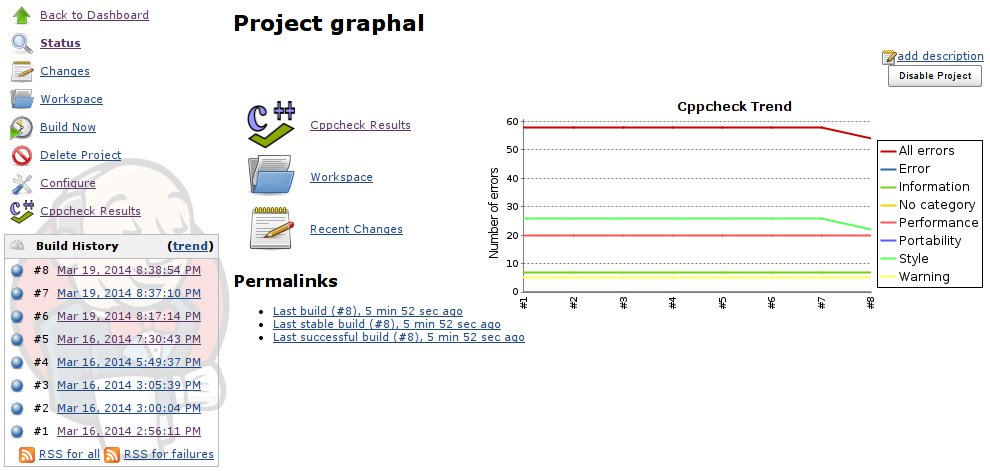 Back to Dashboard
Status
Changes
Workspace
Build Now
Delete Project
Configure
Cppcheck Results
Build History (trend)
#8 Mar 19, 2014 8:38:54 PM
#7 Mar 19, 2014 8:37:10 PM
#6 Mar 19, 2014 8:17:14 PM
#5 Mar 16, 2014 7:30:43 PM
#4 Mar 16, 2014 5:49:37 PM
#3 Mar 16, 2014 3:05:39 PM
#2 Mar 16, 2014 3:00:04 PM
#1 Mar 16, 2014 2:56:11 PM
RSS for all RSS for failures
Project graphal
add description
Disable Project
C++
Cppcheck Results
Workspace
Recent Changes
Permalinks
Last build (#8), 5 min 52 sec ago
Last stable build (#8), 5 min 52 sec ago
Last successful build (#8), 5 min 52 sec ago
Cppcheck Trend
Number of errors
60
50
40
30
20
10
0
#1 #2 #3 #4 #5 #6 #7 #8
All errors
Error
Information
No category
Performance
Portability
Style
Warning